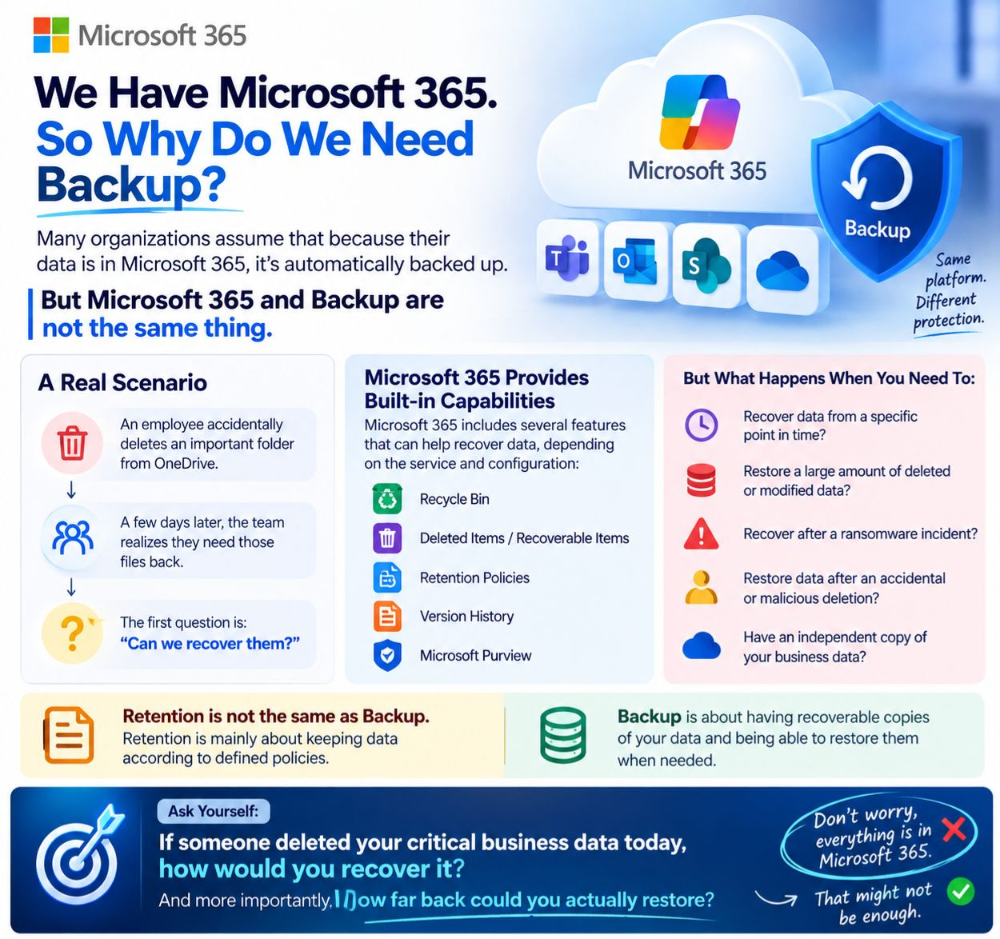 Microsoft 365
We Have Microsoft 365.
So Why Do We Need
Backup?
Many organizations assume that because their
data is in Microsoft 365, it's automatically backed up.
But Microsoft 365 and Backup are
not the same thing.
Microsoft 365
T
O
S
Backup
Same
platform.
Different
protection.
A Real Scenario
An employee accidentally
deletes an important folder
from OneDrive.
A few days later, the team
realizes they need those
files back.
The first question is:
“Can we recover them?”
Microsoft 365 Provides
Built-in Capabilities
Microsoft 365 includes several features
that can help recover data, depending
on the service and configuration:
Recycle Bin
Deleted Items / Recoverable Items
Retention Policies
Version History
Microsoft Purview
But What Happens When You Need To:
Recover data from a specific
point in time?
Restore a large amount of deleted
or modified data?
Recover after a ransomware incident?
Restore data after an accidental
or malicious deletion?
Have an independent copy of
your business data?
Retention is not the same as Backup.
Retention is mainly about keeping data
according to defined policies.
Backup is about having recoverable copies
of your data and being able to restore them
when needed.
Ask Yourself:
If someone deleted your critical business data today,
how would you recover it?
And more importantly, far back could you actually restore?
Don't worry,
everything is in
Microsoft 365.
That might not
be enough.